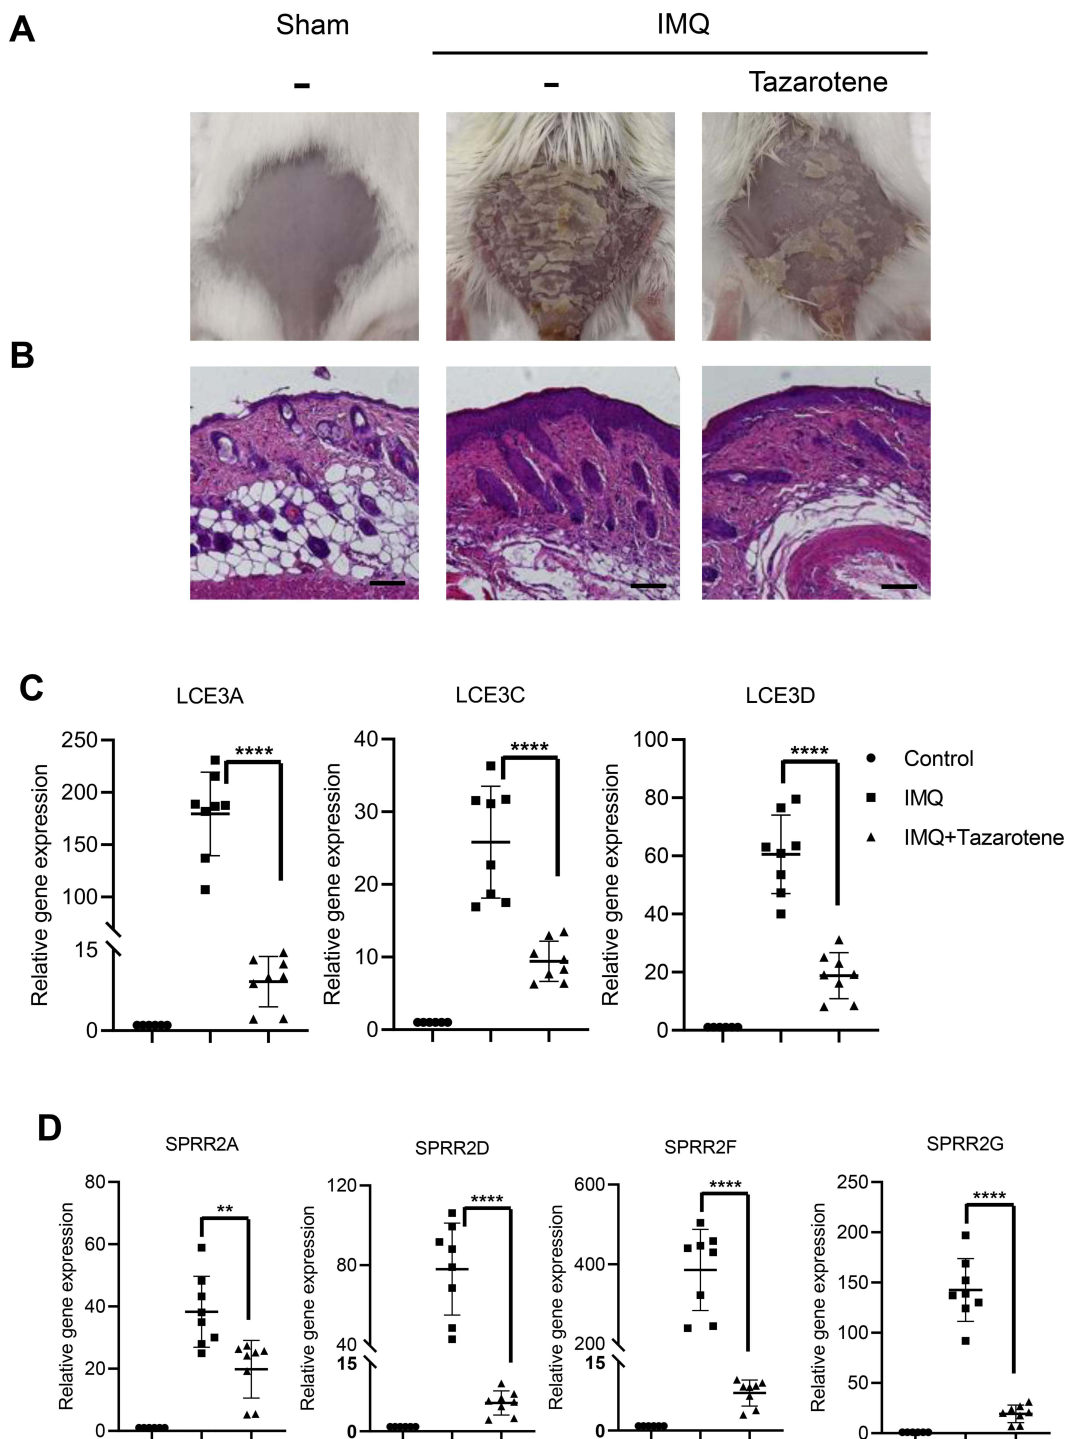 A
Sham
IMQ
–
–
Tazarotene
B
C
LCE3A
LCE3C
LCE3D
Relative gene expression
250
200
150
100
15
0
****
Relative gene expression
40
30
20
10
0
****
Relative gene expression
100
80
60
40
20
0
****
Control
IMQ
IMQ+Tazarotene
D
SPRR2A
SPRR2D
SPRR2F
SPRR2G
Relative gene expression
80
60
40
20
0
**
Relative gene expression
120
80
40
15
0
****
Relative gene expression
600
400
200
15
0
****
Relative gene expression
250
200
150
100
50
0
****